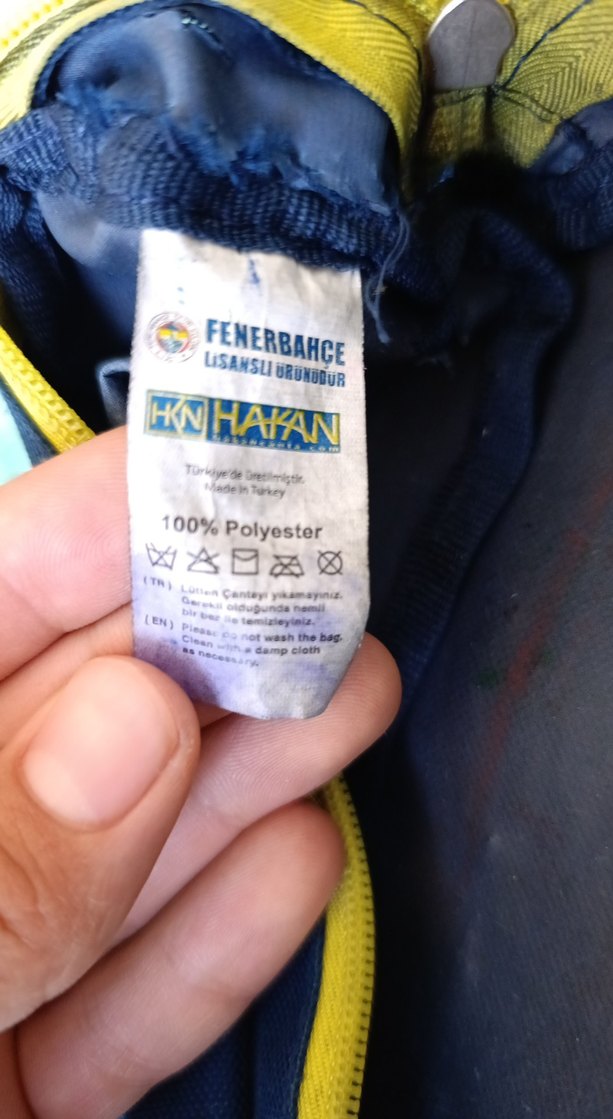 FENERBAHÇE
LİSANSLI ÜRÜNÜDÜR
HKN HAKAN
Türkiye'de üretilmiştir.
Made in Turkey
100% Polyester
(TR) Lütfen Çantayı yıkamayınız.
Gerekli olduğunda nemli
bir bez ile temizleyiniz.
(EN) Please do not wash the bag.
Clean with a damp cloth
as necessary.